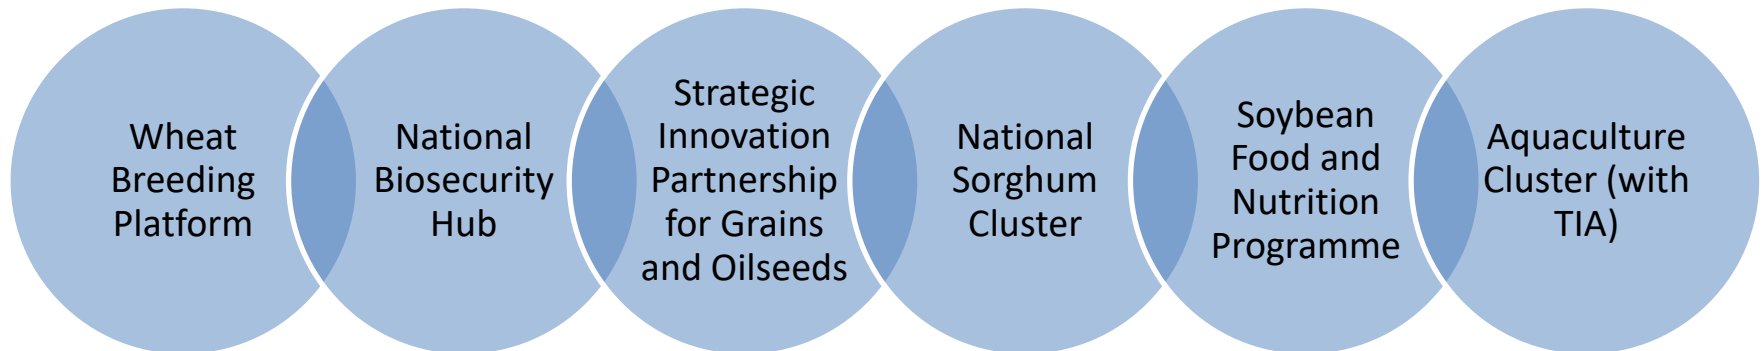 Wheat
Breeding
Platform
National
Biosecurity
Hub
Strategic
Innovation
Partnership
for Grains
and Oilseeds
National
Sorghum
Cluster
Soybean
Food and
Nutrition
Programme
Aquaculture
Cluster (with
TIA)